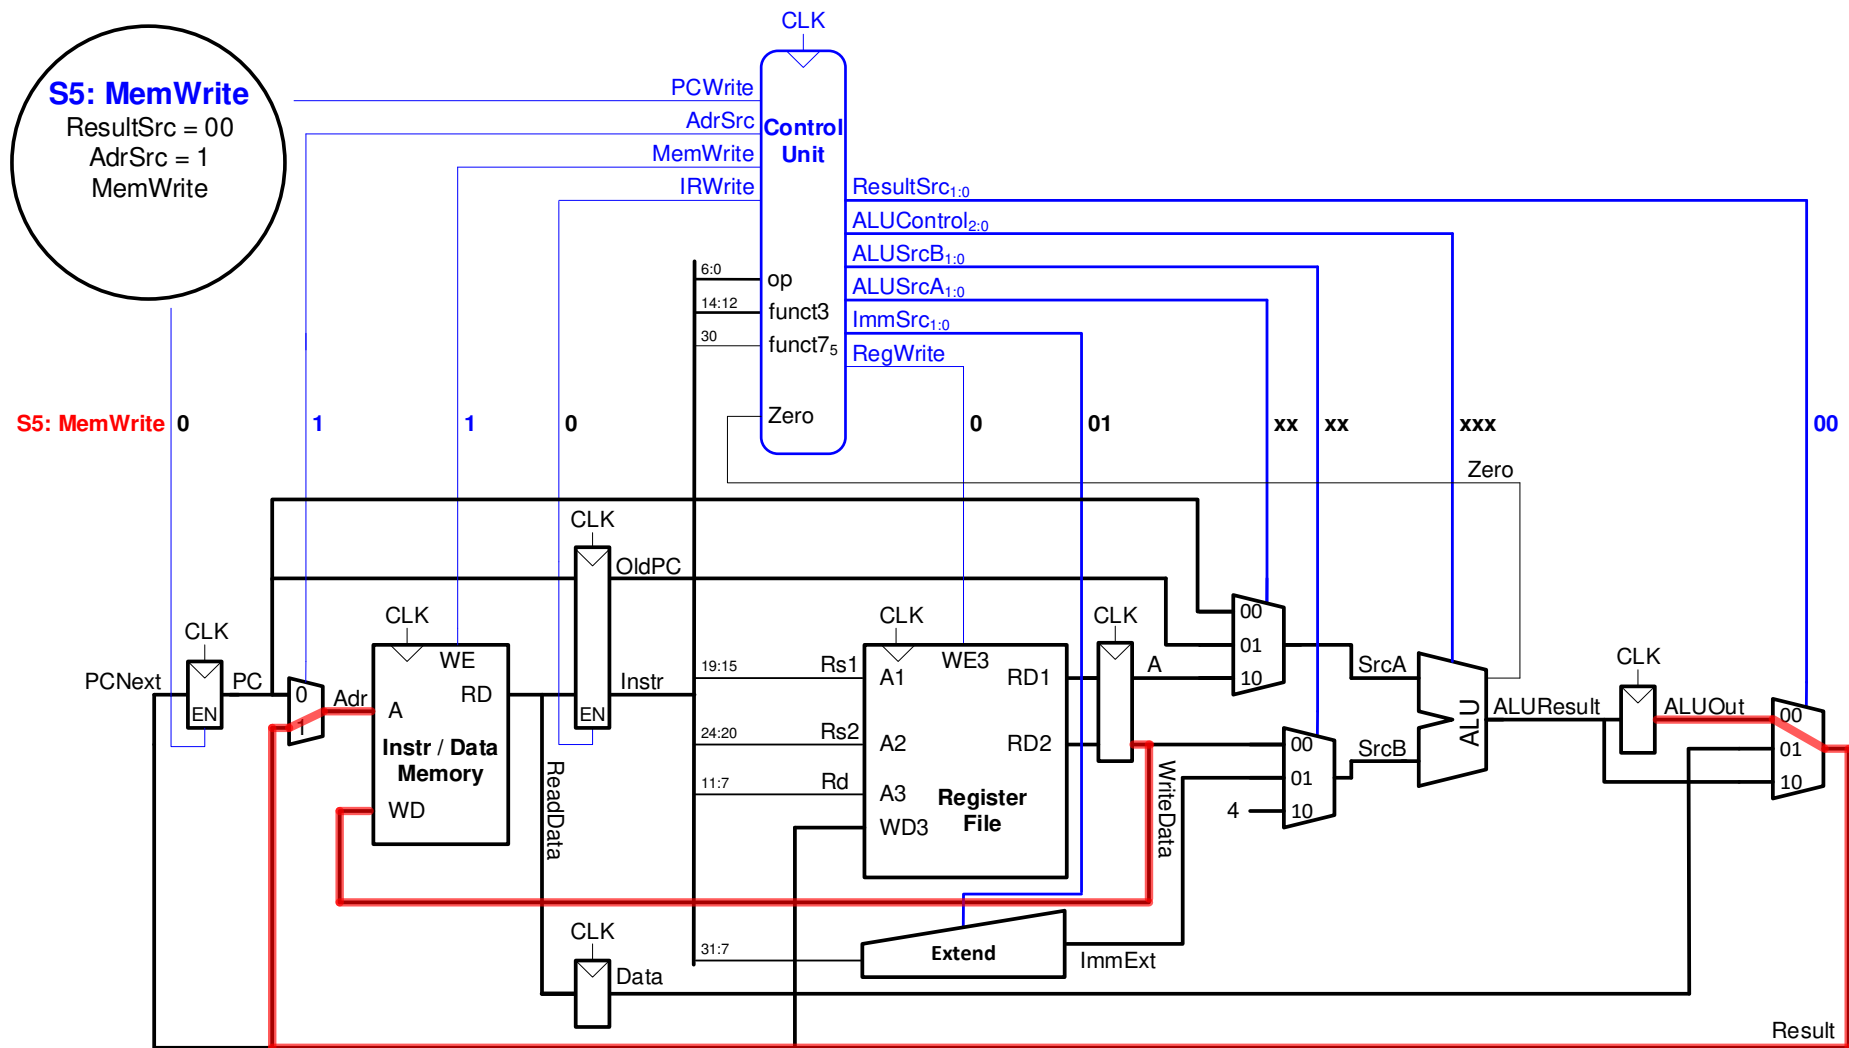 CLK
S5: MemWrite
ResultSrc = 00
AdrSrc = 1
MemWrite
PCWrite
AdrSrc
MemWrite
IRWrite
Control
Unit
ResultSrc1:0
ALUControl2:0
ALUSrcB1:0
ALUSrcA1:0
ImmSrc1:0
RegWrite
6:0
op
14:12
funct3
30
funct75
Zero
S5: MemWrite
0
1
1
0
0
01
xx
xx
xxx
00
Zero
CLK
OldPC
CLK
CLK
CLK
CLK
CLK
PCNext
PC
EN
0
1
Adr
A
WE
RD
Instr / Data
Memory
WD
EN
Instr
ReadData
19:15
Rs1
24:20
Rs2
11:7
Rd
A1
A2
A3
WD3
WE3
RD1
RD2
Register
File
A
WriteData
00
01
10
00
01
10
4
SrcA
SrcB
ALU
ALUResult
ALUOut
00
01
10
31:7
Extend
ImmExt
CLK
Data
Result